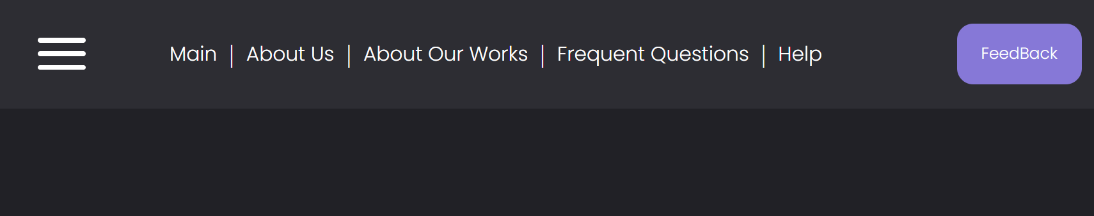 Main | About Us | About Our Works | Frequent Questions | Help FeedBack